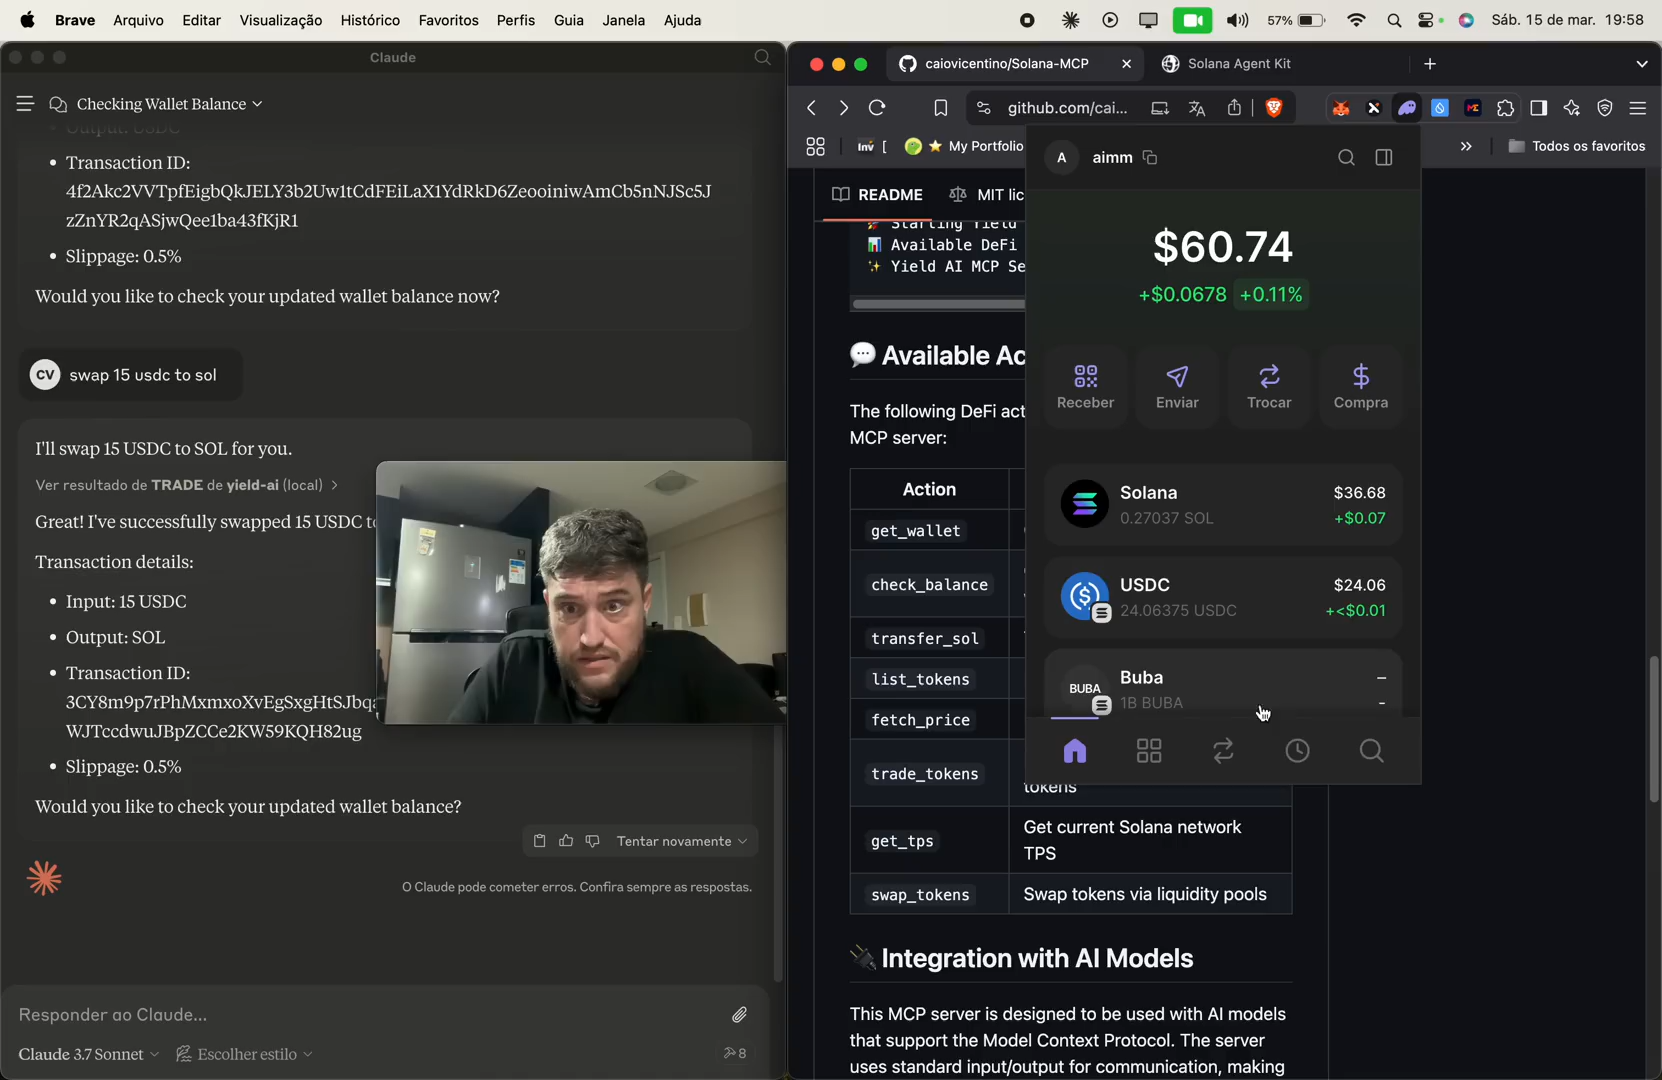 Brave Arquivo Editar Visualização Histórico Favoritos Perfis Guia Janela Ajuda
57% Sáb. 15 de mar. 19:58
Claude
Checking Wallet Balance
Output: USDC
• Transaction ID:
4f2Akc2VVTpfEigbQkJELY3b2Uw1tCdFEiLaX1YdRkD6ZeooiniwAmCb5nNJSc5J
zZnYR2qASjwQee1ba43fKjR1
• Slippage: 0.5%
Would you like to check your updated wallet balance now?
CV swap 15 usdc to sol
I'll swap 15 USDC to SOL for you.
Ver resultado de TRADE de yield-ai (local)
Great! I've successfully swapped 15 USDC
Transaction details:
• Input: 15 USDC
• Output: SOL
• Transaction ID:
3CY8m9p7rPhMxmxoXvEgSxgHtSJbqa
WJTccdwuJBpZCCe2KW59KQH82ug
• Slippage: 0.5%
Would you like to check your updated wallet balance?
Tentar novamente
O Claude pode cometer erros. Confira sempre as respostas.
Responder ao Claude...
Claude 3.7 Sonnet Escolher estilo 8
caiovicentino/Solana-MCP Solana Agent Kit
github.com/cai...
Inv [ My Portfolio » Todos os favoritos
README MIT lic
Starting Yield
Available DeFi
Yield AI MCP Se
Available Ac
The following DeFi act
MCP server:
Action
get_wallet
check_balance
transfer_sol
list_tokens
fetch_price
trade_tokens tokens
get_tps Get current Solana network
TPS
swap_tokens Swap tokens via liquidity pools
Integration with AI Models
This MCP server is designed to be used with AI models
that support the Model Context Protocol. The server
uses standard input/output for communication, making
A aimm
$60.74
+$0.0678 +0.11%
Receber Enviar Trocar Compra
Solana $36.68
0.27037 SOL +$0.07
USDC $24.06
24.06375 USDC +<$0.01
BUBA Buba –
1B BUBA -